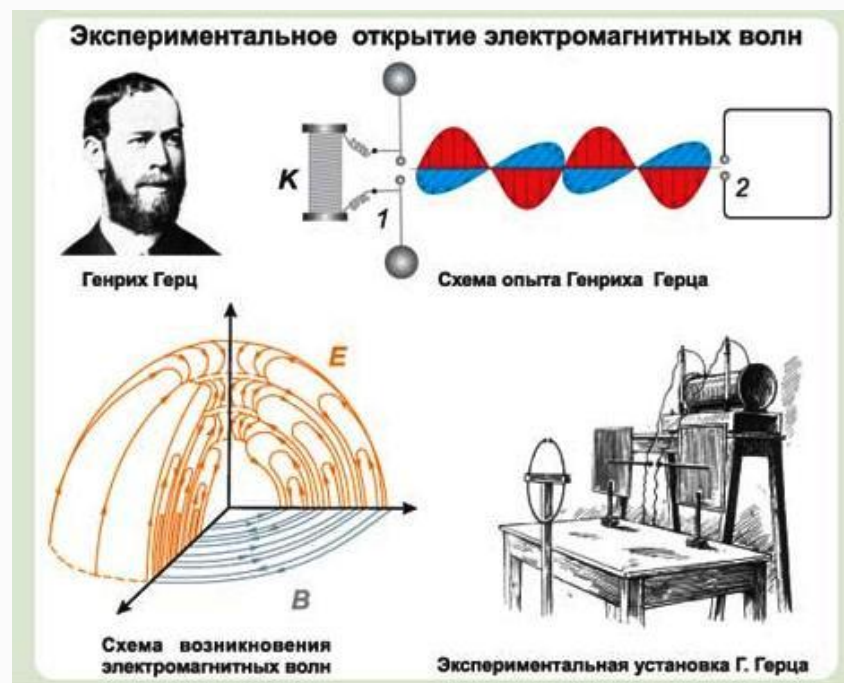 Экспериментальное открытие электромагнитных волн
K
1
2
Генрих Герц
Схема опыта Генриха Герца
E
B
Схема возникновения
электромагнитных волн
Экспериментальная установка Г. Герца